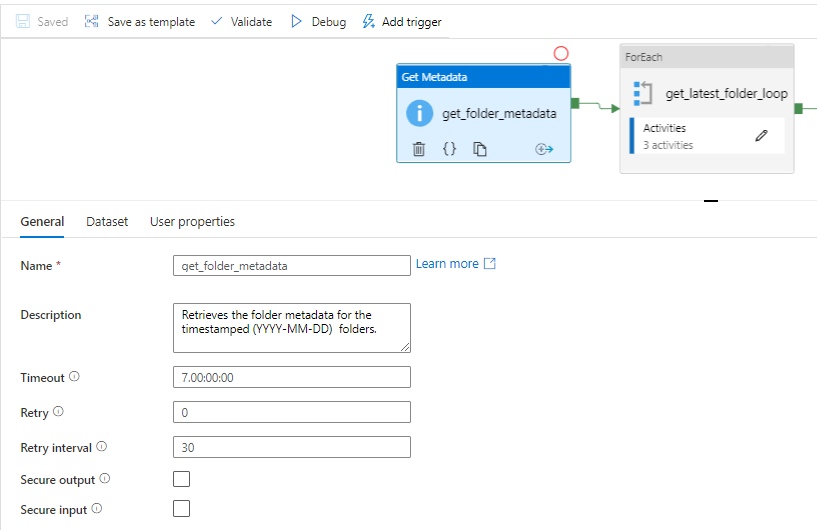 Saved Save as template Validate Debug Add trigger
Get Metadata
get_folder_metadata
{}
ForEach
get_latest_folder_loop
Activities
3 activities
General Dataset User properties
Name * get_folder_metadata Learn more
Description Retrieves the folder metadata for the
timestamped (YYYY-MM-DD) folders.
Timeout 7.00:00:00
Retry 0
Retry interval 30
Secure output
Secure input